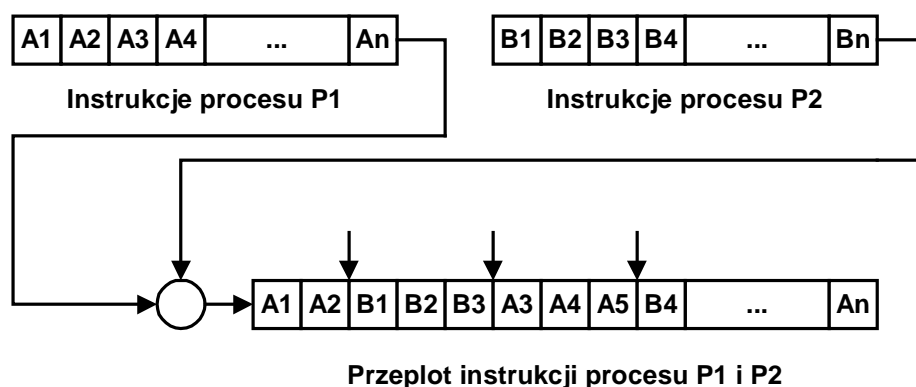 A1 A2 A3 A4 ... An
B1 B2 B3 B4 ... Bn
Instrukcje procesu P1
Instrukcje procesu P2
A1 A2 B1 B2 B3 A3 A4 A5 B4 ... An
Przeplot instrukcji procesu P1 i P2